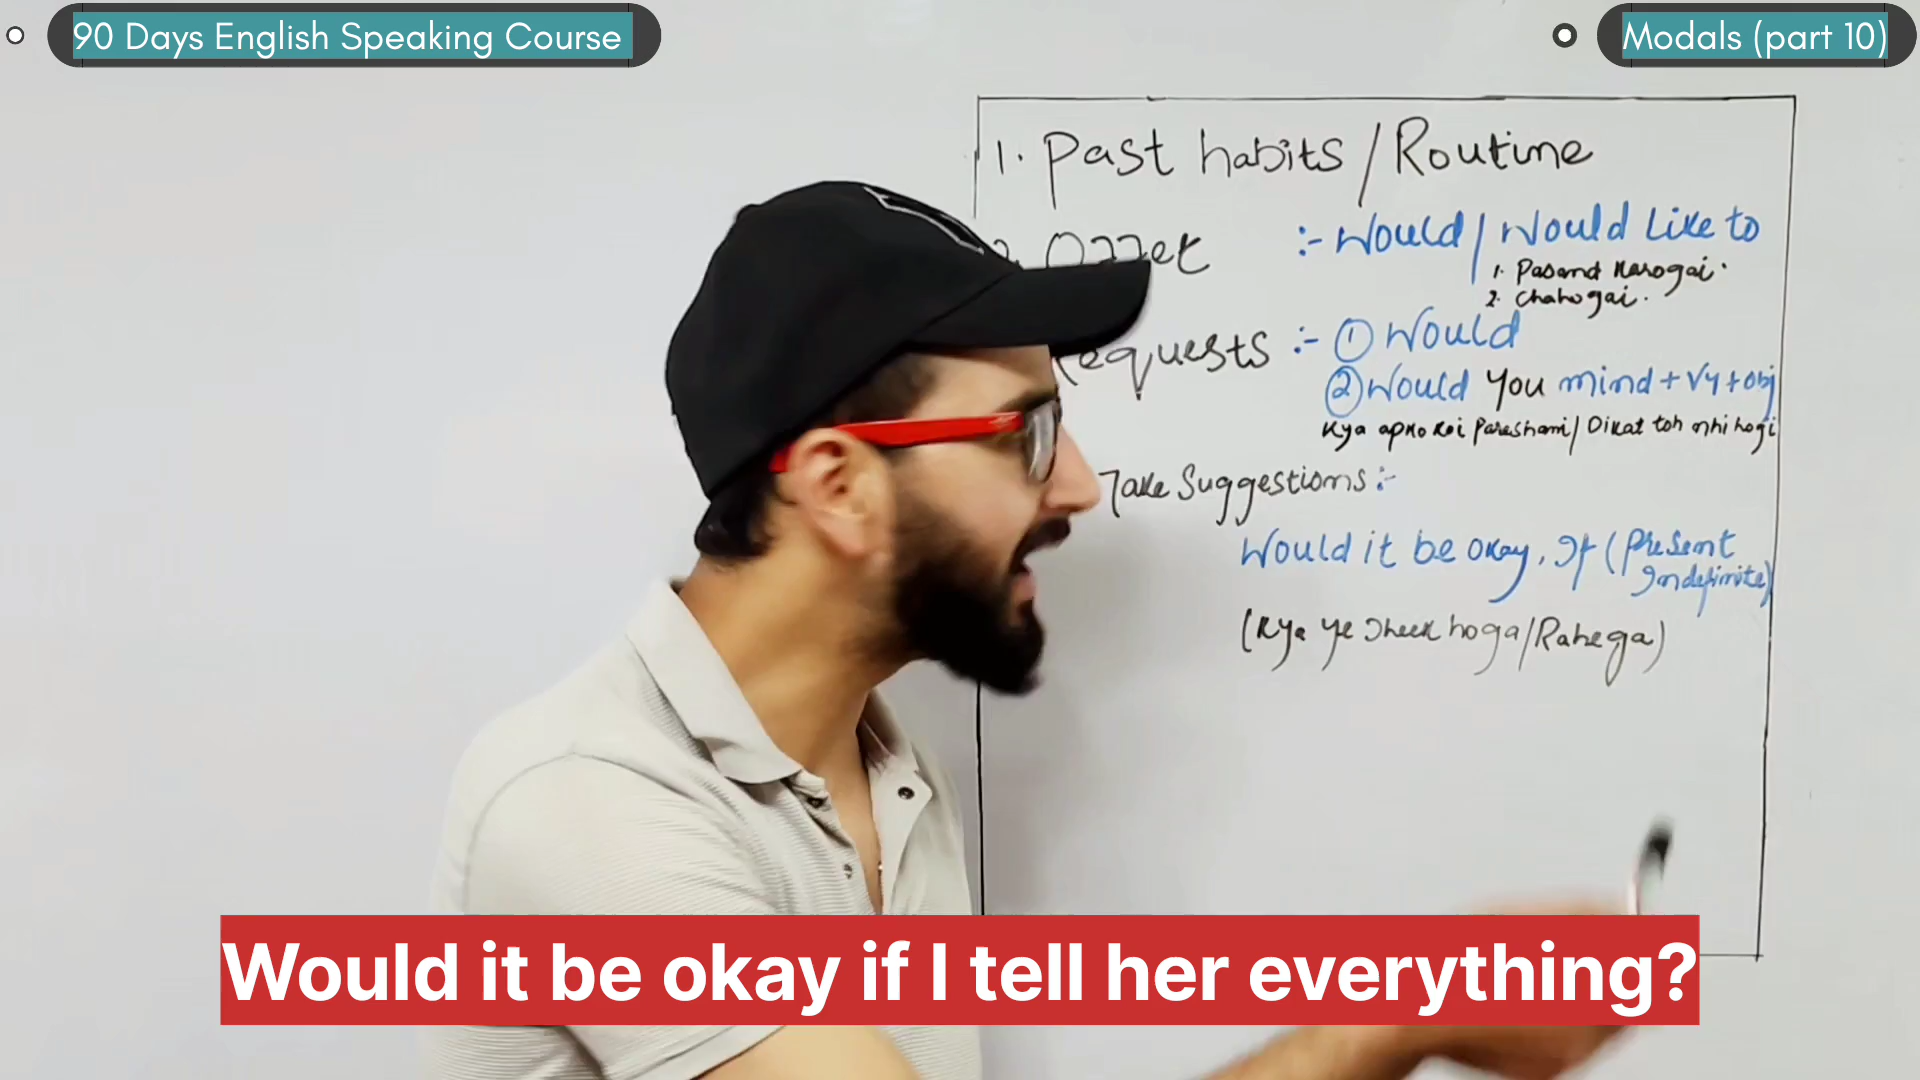 90 Days English Speaking Course
Modals (part 10)
1. Past habits / Routine
:- Would / Would Like to
1. Pasand Karogai.
2. Chahogai.
equests :- ① Would
② Would You mind + V4 + obj
Kya apko koi Pareshani / Dikat toh nhi hogi
Take Suggestions :-
Would it be okay, If (Present
Indefinite)
(Kya ye theek hoga / Rahega)
Would it be okay if I tell her everything?